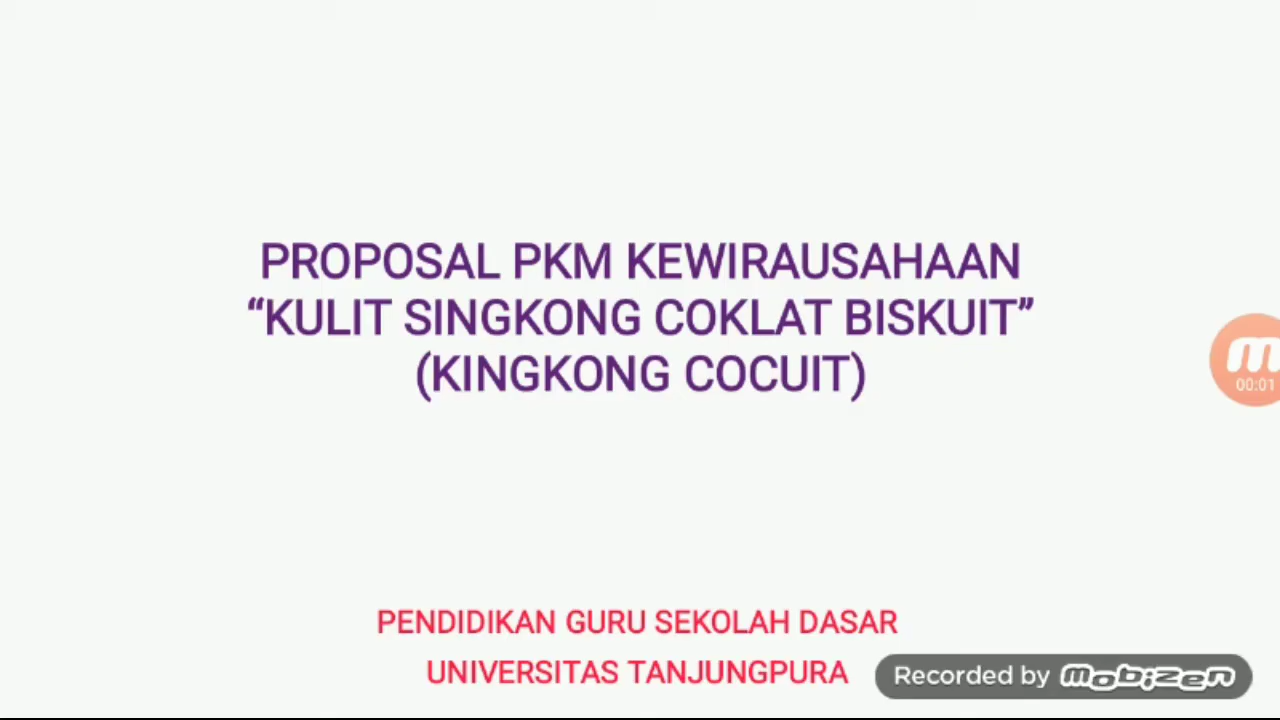 PROPOSAL PKM KEWIRAUSAHAAN
“KULIT SINGKONG COKLAT BISKUIT”
(KINGKONG COCUIT)
m
00:01
PENDIDIKAN GURU SEKOLAH DASAR
UNIVERSITAS TANJUNGPURA
Recorded by mobizen